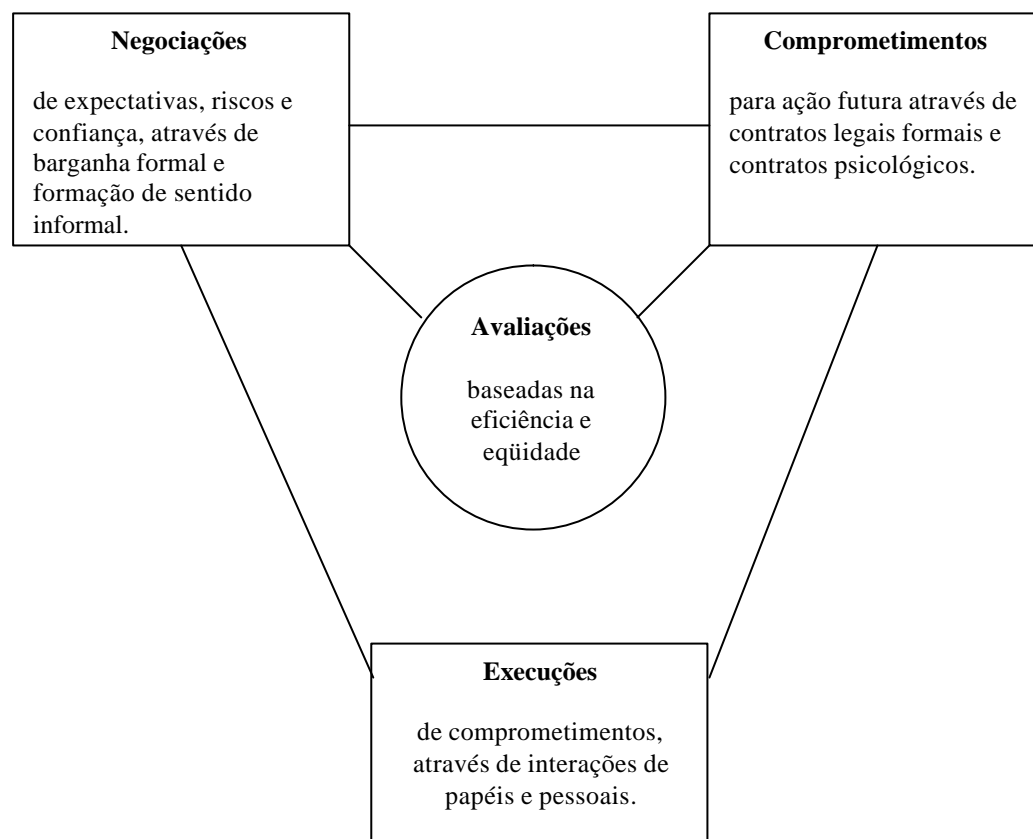 Negociações
de expectativas, riscos e
confiança, através de
barganha formal e
formação de sentido
informal.
Comprometimentos
para ação futura através de
contratos legais formais e
contratos psicológicos.
Avaliações
baseadas na
eficiência e
eqüidade
Execuções
de comprometimentos,
através de interações de
papéis e pessoais.